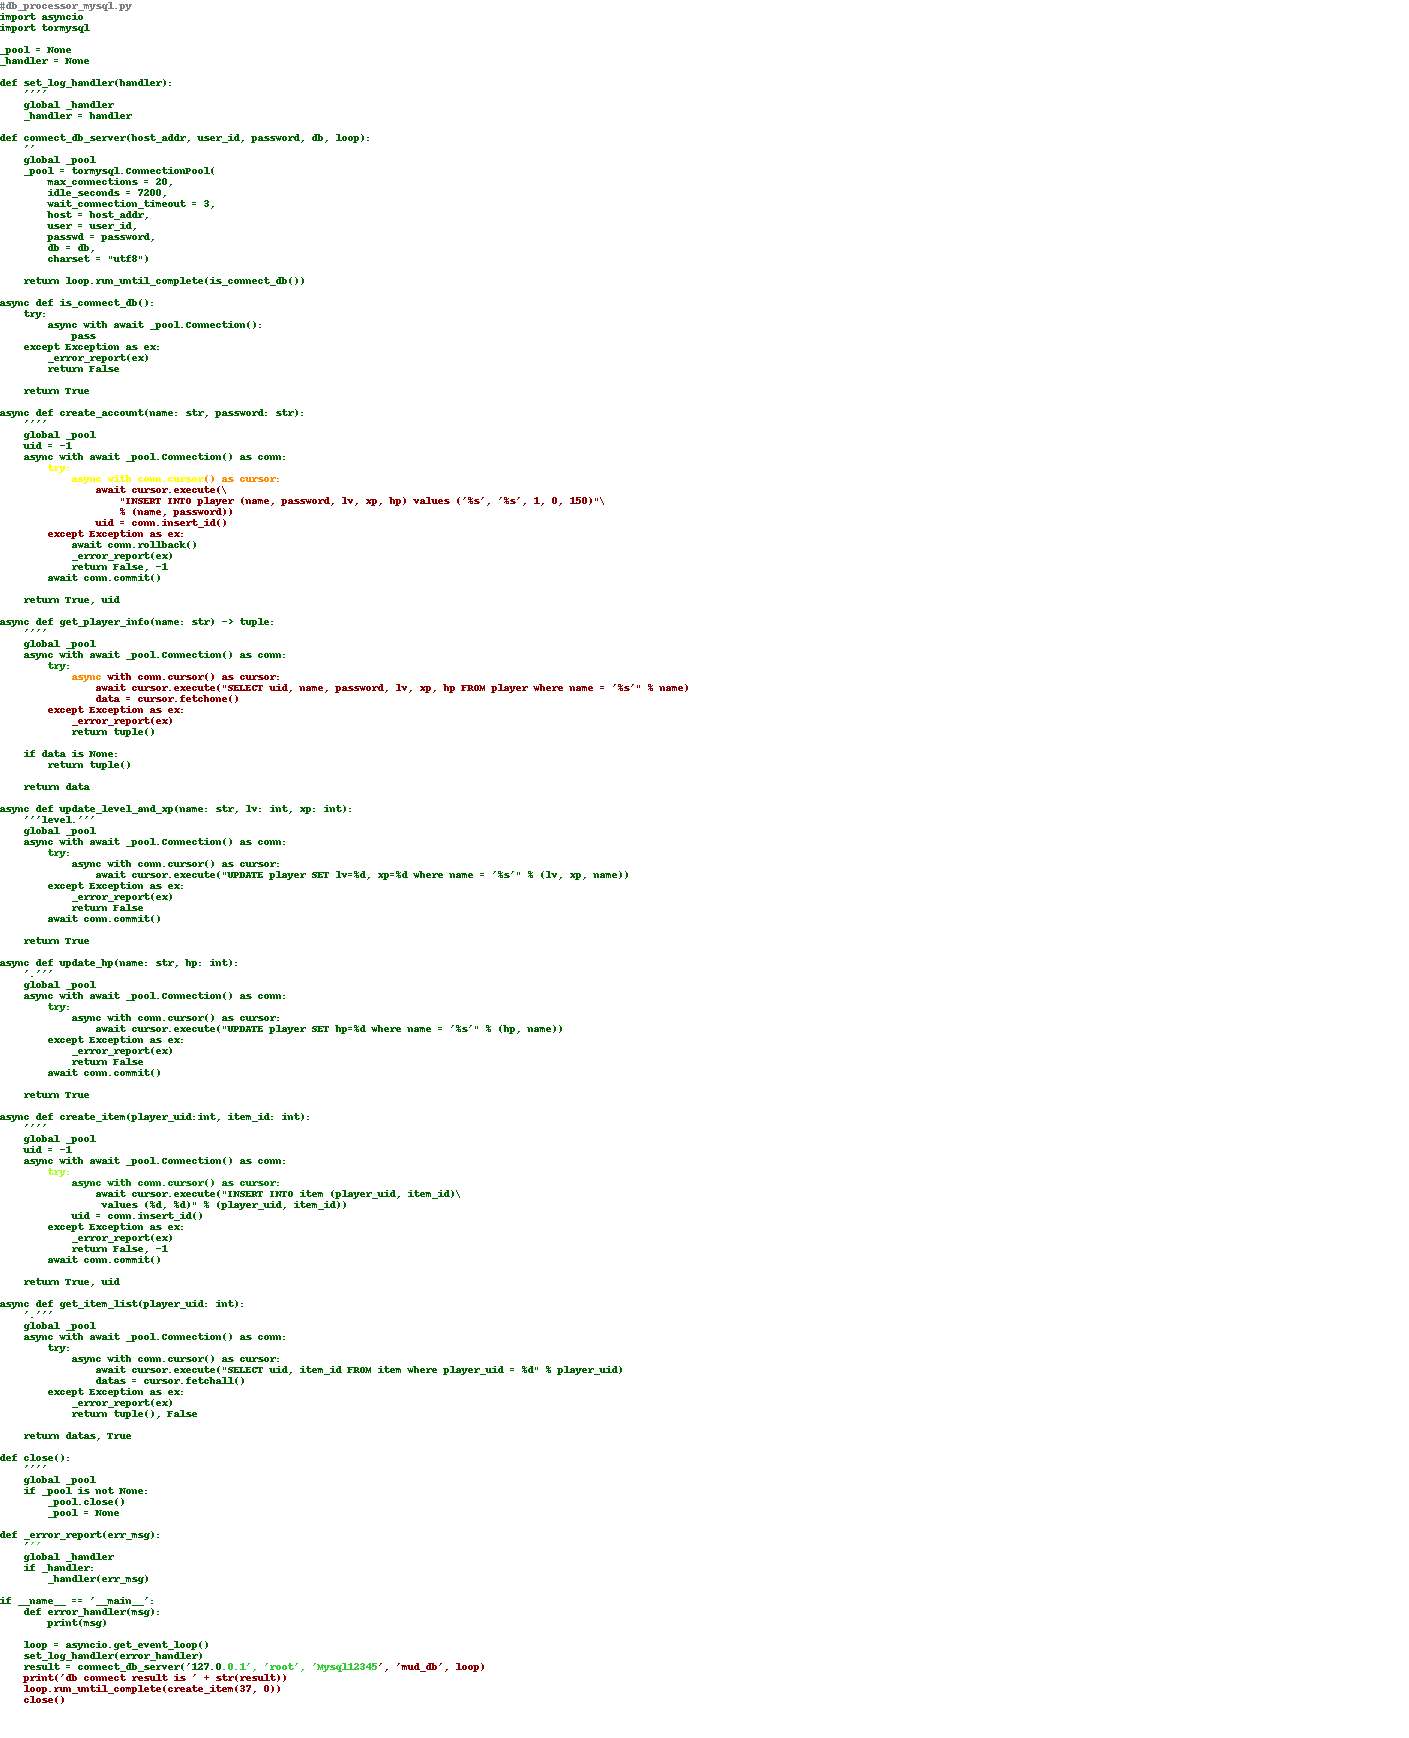 #db_processor_mysql.py
import asyncio
import tormysql

_pool = None
_handler = None

def set_log_handler(handler):
    ''''
    global _handler
    _handler = handler

def connect_db_server(host_addr, user_id, password, db, loop):
    ''
    global _pool
    _pool = tormysql.ConnectionPool(
        max_connections = 20,
        idle_seconds = 7200,
        wait_connection_timeout = 3,
        host = host_addr,
        user = user_id,
        passwd = password,
        db = db,
        charset = "utf8")

    return loop.run_until_complete(is_connect_db())

async def is_connect_db():
    try:
        async with await _pool.Connection():
            pass
    except Exception as ex:
        _error_report(ex)
        return False

    return True

async def create_account(name: str, password: str):
    ''''
    global _pool
    uid = -1
    async with await _pool.Connection() as conn:
        try:
            async with conn.cursor() as cursor:
                await cursor.execute(\
                    "INSERT INTO player (name, password, lv, xp, hp) values ('%s', '%s', 1, 0, 150)"\
                    % (name, password))
                uid = conn.insert_id()
        except Exception as ex:
            await conn.rollback()
            _error_report(ex)
            return False, -1
        await conn.commit()

    return True, uid

async def get_player_info(name: str) -> tuple:
    ''''
    global _pool
    async with await _pool.Connection() as conn:
        try:
            async with conn.cursor() as cursor:
                await cursor.execute("SELECT uid, name, password, lv, xp, hp FROM player where name = '%s'" % name)
                data = cursor.fetchone()
        except Exception as ex:
            _error_report(ex)
            return tuple()

    if data is None:
        return tuple()

    return data

async def update_level_and_xp(name: str, lv: int, xp: int):
    '''level.'''
    global _pool
    async with await _pool.Connection() as conn:
        try:
            async with conn.cursor() as cursor:
                await cursor.execute("UPDATE player SET lv=%d, xp=%d where name = '%s'" % (lv, xp, name))
        except Exception as ex:
            _error_report(ex)
            return False
        await conn.commit()

    return True

async def update_hp(name: str, hp: int):
    '.'''
    global _pool
    async with await _pool.Connection() as conn:
        try:
            async with conn.cursor() as cursor:
                await cursor.execute("UPDATE player SET hp=%d where name = '%s'" % (hp, name))
        except Exception as ex:
            _error_report(ex)
            return False
        await conn.commit()

    return True

async def create_item(player_uid:int, item_id: int):
    ''''
    global _pool
    uid = -1
    async with await _pool.Connection() as conn:
        try:
            async with conn.cursor() as cursor:
                await cursor.execute("INSERT INTO item (player_uid, item_id)\
                 values (%d, %d)" % (player_uid, item_id))
            uid = conn.insert_id()
        except Exception as ex:
            _error_report(ex)
            return False, -1
        await conn.commit()

    return True, uid

async def get_item_list(player_uid: int):
    '.'''
    global _pool
    async with await _pool.Connection() as conn:
        try:
            async with conn.cursor() as cursor:
                await cursor.execute("SELECT uid, item_id FROM item where player_uid = %d" % player_uid)
                datas = cursor.fetchall()
        except Exception as ex:
            _error_report(ex)
            return tuple(), False

    return datas, True

def close():
    ''''
    global _pool
    if _pool is not None:
        _pool.close()
        _pool = None

def _error_report(err_msg):
    '''
    global _handler
    if _handler:
        _handler(err_msg)

if __name__ == '__main__':
    def error_handler(msg):
        print(msg)

    loop = asyncio.get_event_loop()
    set_log_handler(error_handler)
    result = connect_db_server('127.0.0.1', 'root', 'Mysql12345', 'mud_db', loop)
    print('db connect result is ' + str(result))
    loop.run_until_complete(create_item(37, 0))
    close()